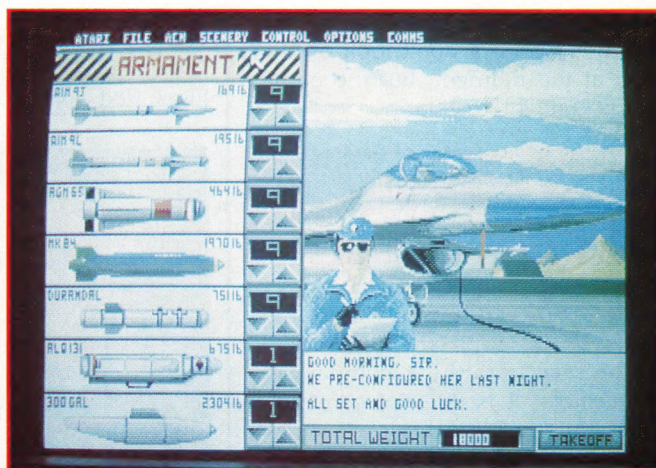 ATARI FILE ACM SCENERY CONTROL OPTIONS COMMS
ARMAMENT
AIM 9J 169 lb 9
AIM 9L 195 lb 9
AGM 65 464 lb 9
MK 84 1970 lb 9
DURANDAL 751 lb 9
ALQ 131 675 lb 1
300 GAL 2304 lb 1
GOOD MORNING, SIR.
WE PRE-CONFIGURED HER LAST NIGHT.
ALL SET AND GOOD LUCK.
TOTAL WEIGHT 18000 TAKEOFF